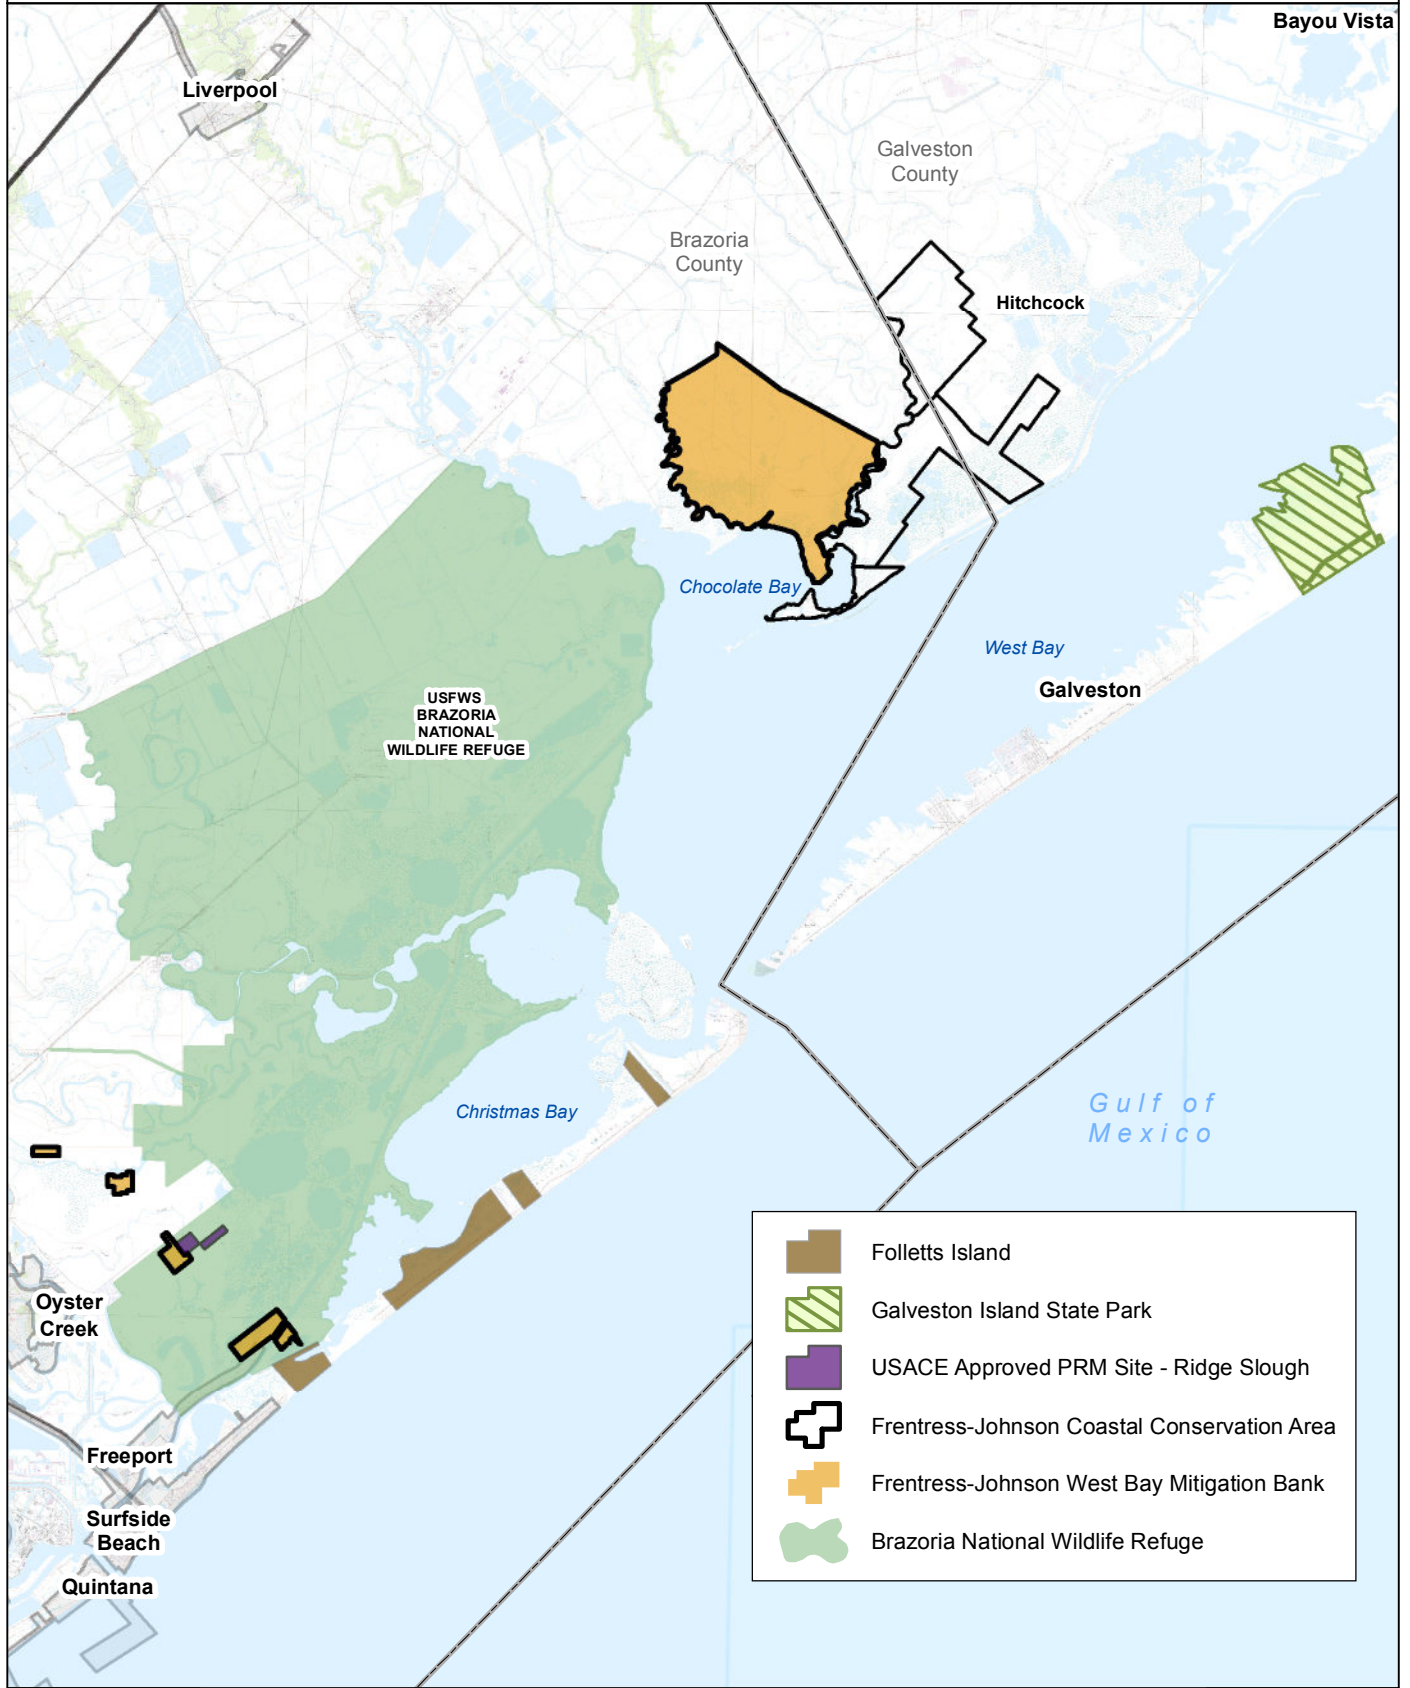 Bayou Vista
Liverpool
Galveston
County
Brazoria
County
Hitchcock
Chocolate Bay
West Bay
Galveston
USFWS
BRAZORIA
NATIONAL
WILDLIFE REFUGE
Christmas Bay
Gulf of
Mexico
Oyster
Creek
Freeport
Surfside
Beach
Quintana
Folletts Island
Galveston Island State Park
USACE Approved PRM Site - Ridge Slough
Frentress-Johnson Coastal Conservation Area
Frentress-Johnson West Bay Mitigation Bank
Brazoria National Wildlife Refuge